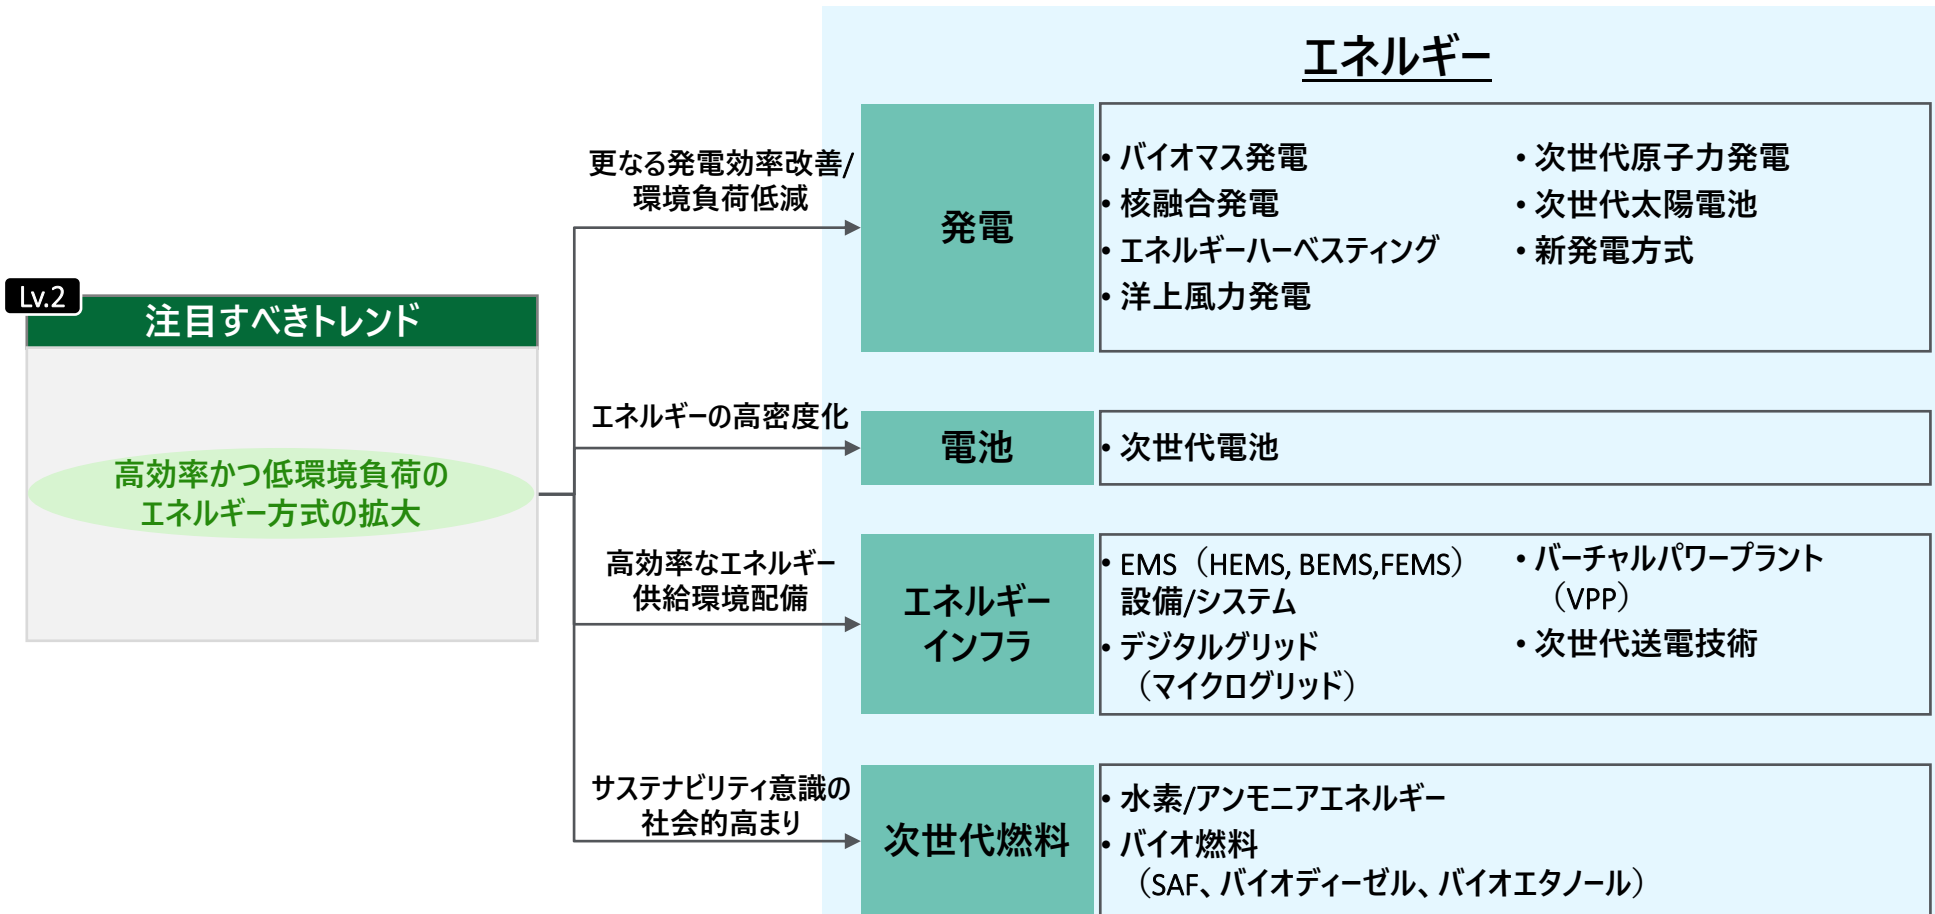 エネルギー
Lv.2
注目すべきトレンド
高効率かつ低環境負荷の
エネルギー方式の拡大
更なる発電効率改善/
環境負荷低減
発電
・バイオマス発電
・核融合発電
・エネルギーハーベスティング
・洋上風力発電
・次世代原子力発電
・次世代太陽電池
・新発電方式
エネルギーの高密度化
電池
・次世代電池
高効率なエネルギー
供給環境配備
エネルギー
インフラ
・EMS（HEMS, BEMS,FEMS）
設備/システム
・デジタルグリッド
（マイクログリッド）
・バーチャルパワープラント
（VPP）
・次世代送電技術
サステナビリティ意識の
社会的高まり
次世代燃料
・水素/アンモニアエネルギー
・バイオ燃料
（SAF、バイオディーゼル、バイオエタノール）